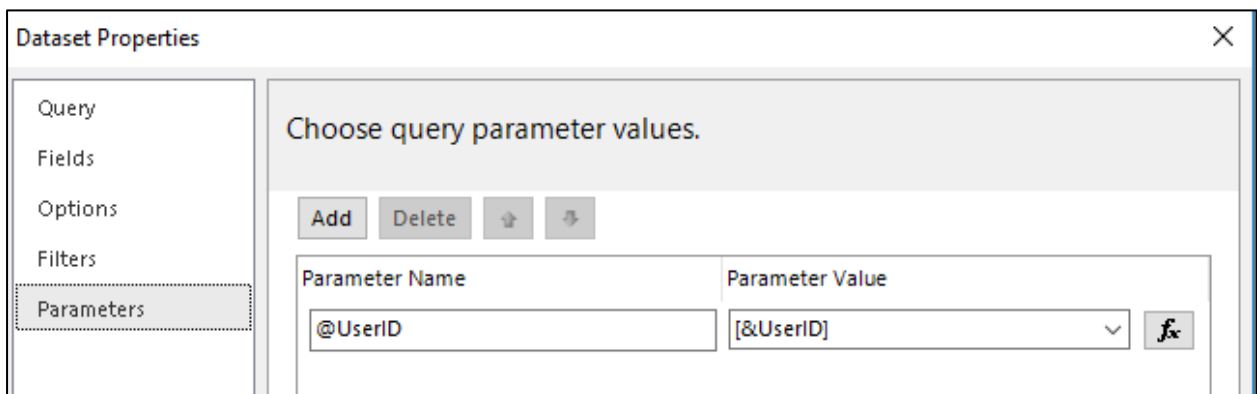 Dataset Properties
Query
Fields
Options
Filters
Parameters
Choose query parameter values.
Add Delete
Parameter Name Parameter Value
@UserID [&UserID] fx